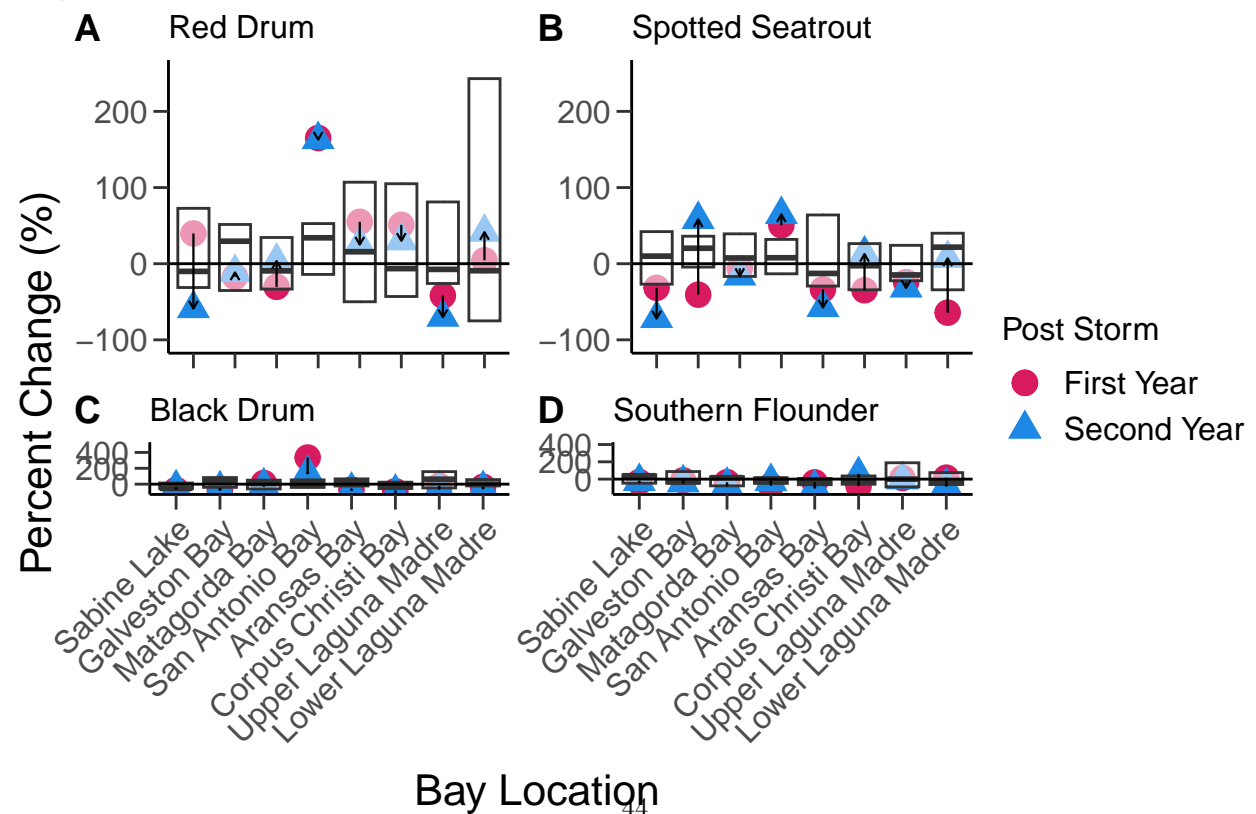 A Red Drum
B Spotted Seatrout
200
100
0
−100
200
100
0
−100
Percent Change (%)
Post Storm
First Year
Second Year
C Black Drum
D Southern Flounder
400
200
0
400
200
0
Sabine Lake
Galveston Bay
Matagorda Bay
San Antonio Bay
Aransas Bay
Corpus Christi Bay
Upper Laguna Madre
Lower Laguna Madre
Sabine Lake
Galveston Bay
Matagorda Bay
San Antonio Bay
Aransas Bay
Corpus Christi Bay
Upper Laguna Madre
Lower Laguna Madre
Bay Location
44